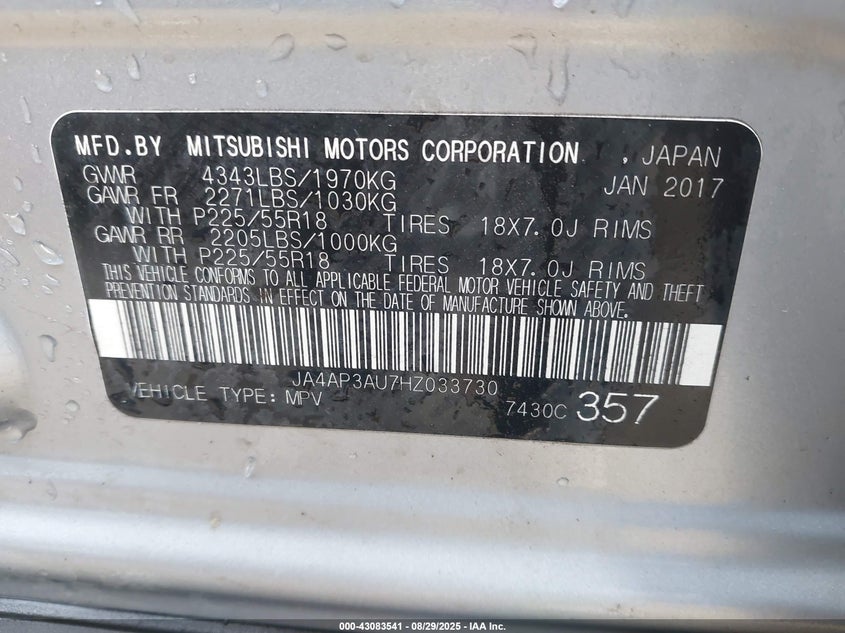 MFD.BY MITSUBISHI MOTORS CORPORATION , JAPAN
GVWR 4343LBS/1970KG JAN 2017
GAWR FR 2271LBS/1030KG
WITH P225/55R18 TIRES 18X7.0J RIMS
GAWR RR 2205LBS/1000KG
WITH P225/55R18 TIRES 18X7.0J RIMS
THIS VEHICLE CONFORMS TO ALL APPLICABLE FEDERAL MOTOR VEHICLE SAFETY AND THEFT
PREVENTION STANDARDS IN EFFECT ON THE DATE OF MANUFACTURE SHOWN ABOVE.
JA4AP3AU7HZ033730
VEHICLE TYPE: MPV 7430C 357
000-43083541 | 08/29/2025 | IAA Inc.